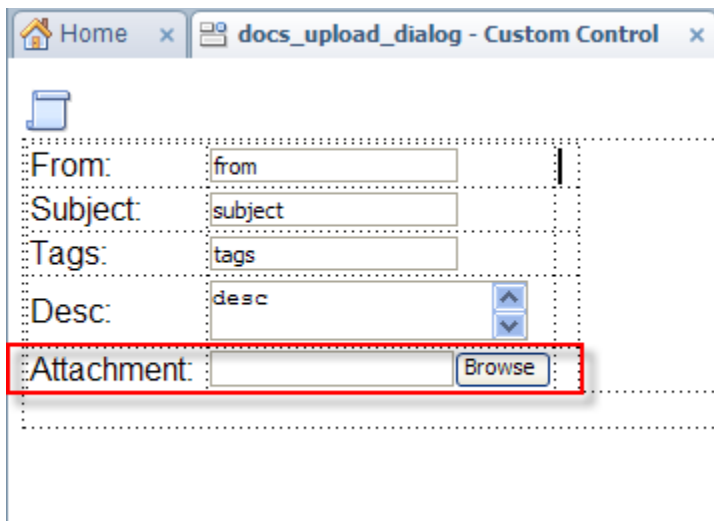 Home × docs_upload_dialog - Custom Control ×
From: from
Subject: subject
Tags: tags
Desc: desc
Attachment: Browse